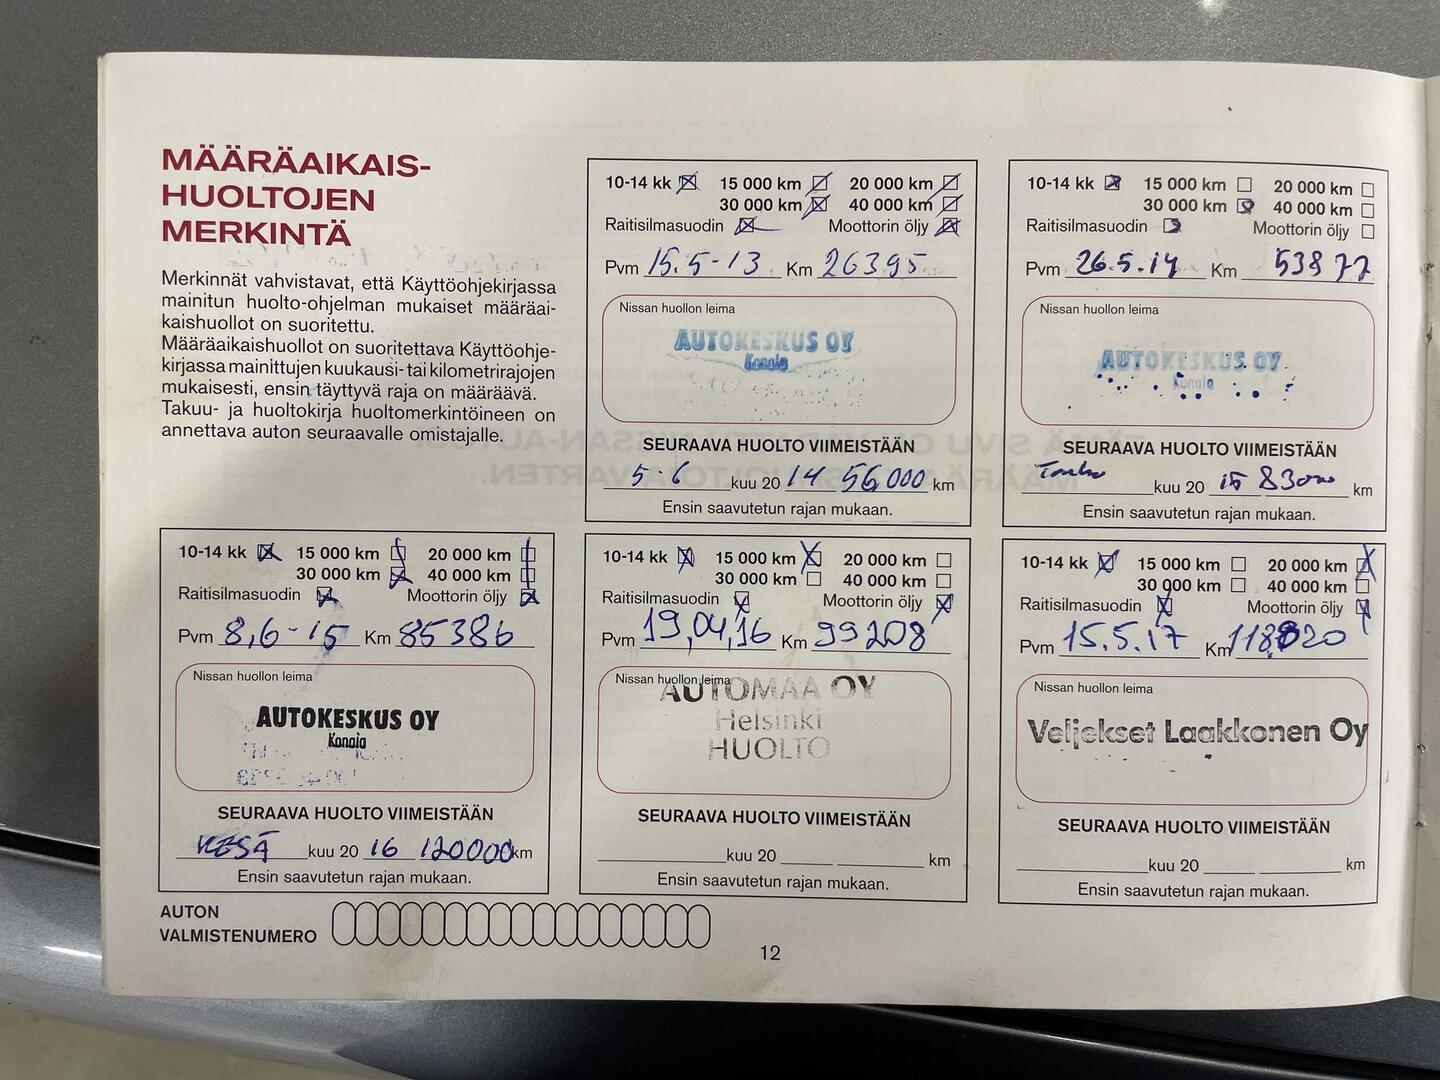 MÄÄRÄAIKAIS-
HUOLTOJEN
MERKINTÄ
Merkinnät vahvistavat, että Käyttöohjekirjassa
mainitun huolto-ohjelman mukaiset määräai-
kaishuollot on suoritettu.
Määräaikaishuollot on suoritettava Käyttöohje-
kirjassa mainittujen kuukausi- tai kilometrirajojen
mukaisesti, ensin täyttyvä raja on määräävä.
Takuu- ja huoltokirja huoltomerkintöineen on
annettava auton seuraavalle omistajalle.
10-14 kk 15 000 km 20 000 km
30 000 km 40 000 km
Raitisilmasuodin Moottorin öljy
Pvm 15.5-13 Km 26395
Nissan huollon leima
AUTOKESKUS OY
Konala
SEURAAVA HUOLTO VIIMEISTÄÄN
5-6 kuu 20 14 56000 km
Ensin saavutetun rajan mukaan.
10-14 kk 15 000 km 20 000 km
30 000 km 40 000 km
Raitisilmasuodin Moottorin öljy
Pvm 26.5.14 Km 53877
Nissan huollon leima
AUTOKESKUS OY
Konala
SEURAAVA HUOLTO VIIMEISTÄÄN
kuu 20 15 83000 km
Ensin saavutetun rajan mukaan.
10-14 kk 15 000 km 20 000 km
30 000 km 40 000 km
Raitisilmasuodin Moottorin öljy
Pvm 8,6-15 Km 85386
Nissan huollon leima
AUTOKESKUS OY
Konala
SEURAAVA HUOLTO VIIMEISTÄÄN
KESÄ kuu 20 16 120000 km
Ensin saavutetun rajan mukaan.
10-14 kk 15 000 km 20 000 km
30 000 km 40 000 km
Raitisilmasuodin Moottorin öljy
Pvm 19,04,16 Km 99208
Nissan huollon leima
AUTOMAA OY
Helsinki
HUOLTO
SEURAAVA HUOLTO VIIMEISTÄÄN
kuu 20 km
Ensin saavutetun rajan mukaan.
10-14 kk 15 000 km 20 000 km
30 000 km 40 000 km
Raitisilmasuodin Moottorin öljy
Pvm 15.5.17 Km 118820
Nissan huollon leima
Veljekset Laakkonen Oy
SEURAAVA HUOLTO VIIMEISTÄÄN
kuu 20 km
Ensin saavutetun rajan mukaan.
AUTON
VALMISTENUMERO
12